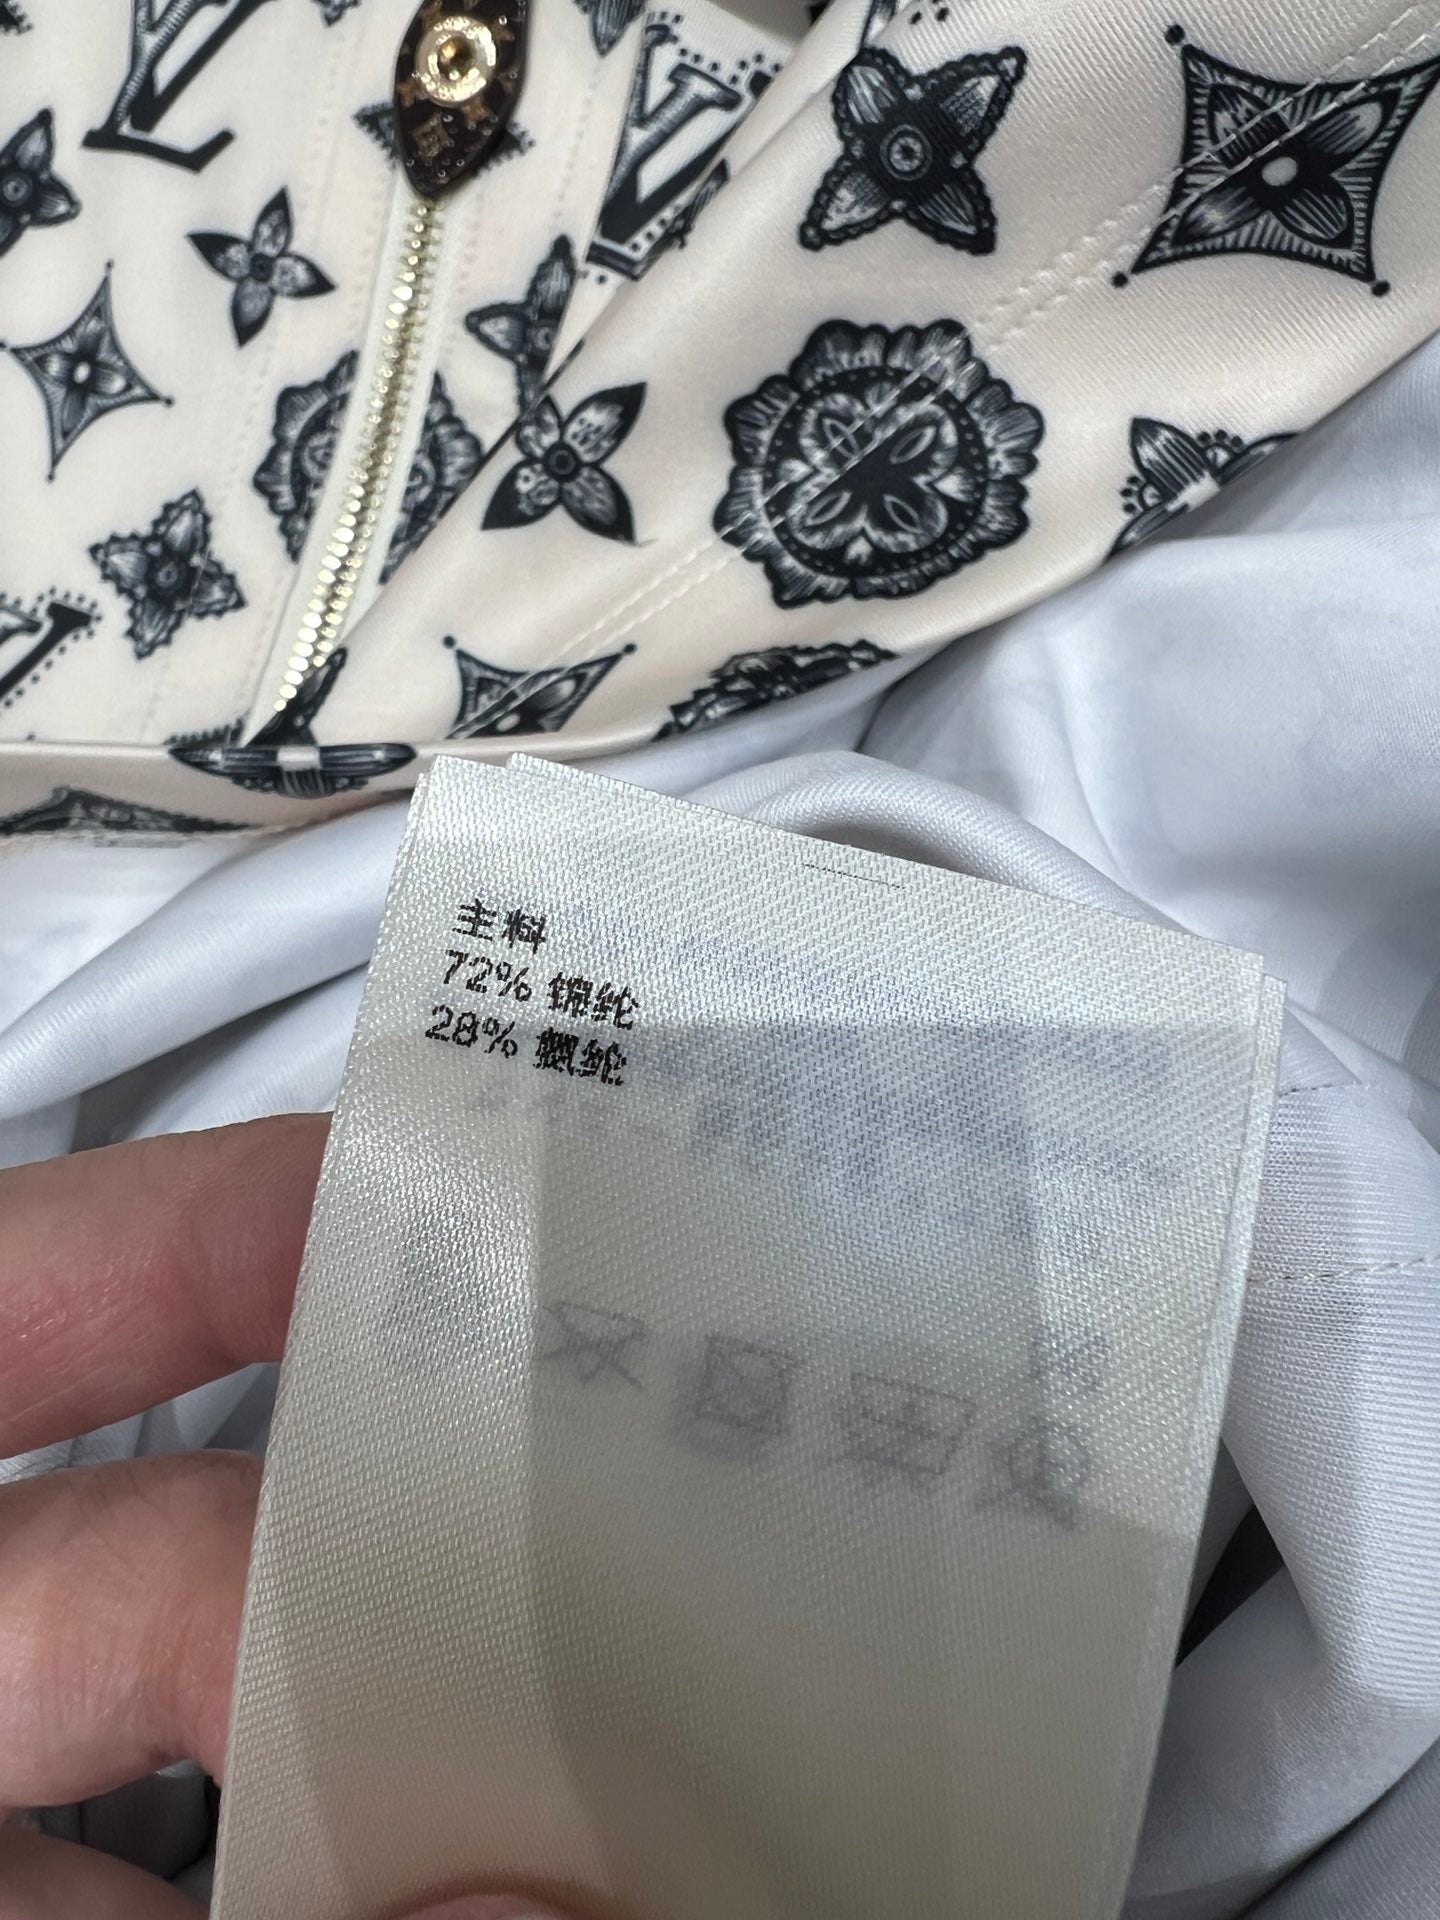 主料
72% 锦纶
28% 氨纶